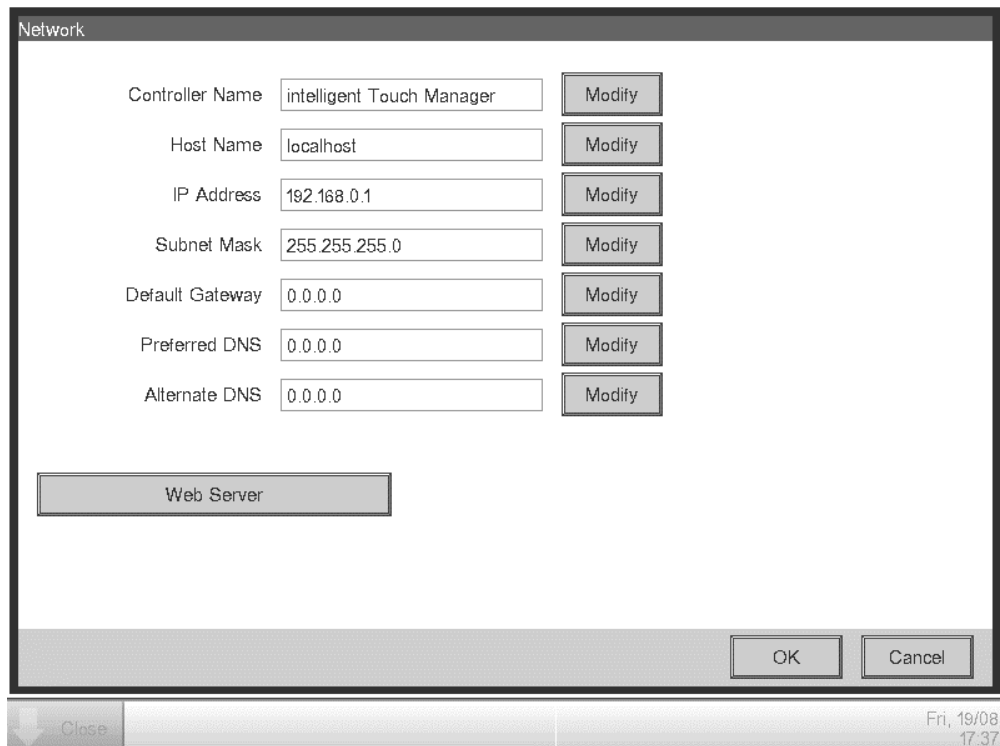 Network
Controller Name intelligent Touch Manager Modify
Host Name localhost Modify
IP Address 192.168.0.1 Modify
Subnet Mask 255.255.255.0 Modify
Default Gateway 0.0.0.0 Modify
Preferred DNS 0.0.0.0 Modify
Alternate DNS 0.0.0.0 Modify
Web Server
OK Cancel
Close Fri, 19/08
17:37